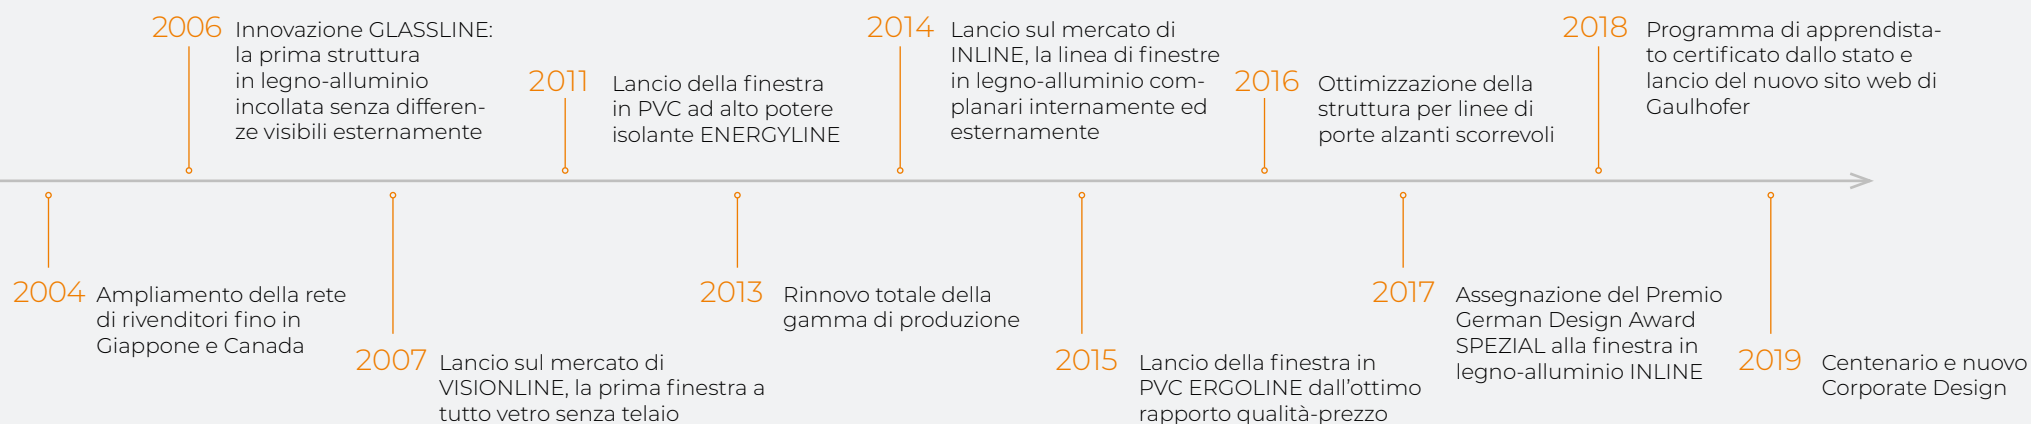 2006 Innovazione GLASSLINE:
la prima struttura
in legno-alluminio
incollata senza differen-
ze visibili esternamente
2011 Lancio della finestra
in PVC ad alto potere
isolante ENERGYLINE
2014 Lancio sul mercato di
INLINE, la linea di finestre
in legno-alluminio com-
planari internamente ed
esternamente
2016 Ottimizzazione della
struttura per linee di
porte alzanti scorrevoli
2018 Programma di apprendista-
to certificato dallo stato e
lancio del nuovo sito web di
Gaulhofer
2004 Ampliamento della rete
di rivenditori fino in
Giappone e Canada
2007 Lancio sul mercato di
VISIONLINE, la prima finestra a
tutto vetro senza telaio
2013 Rinnovo totale della
gamma di produzione
2015 Lancio della finestra in
PVC ERGOLINE dall'ottimo
rapporto qualità-prezzo
2017 Assegnazione del Premio
German Design Award
SPEZIAL alla finestra in
legno-alluminio INLINE
2019 Centenario e nuovo
Corporate Design